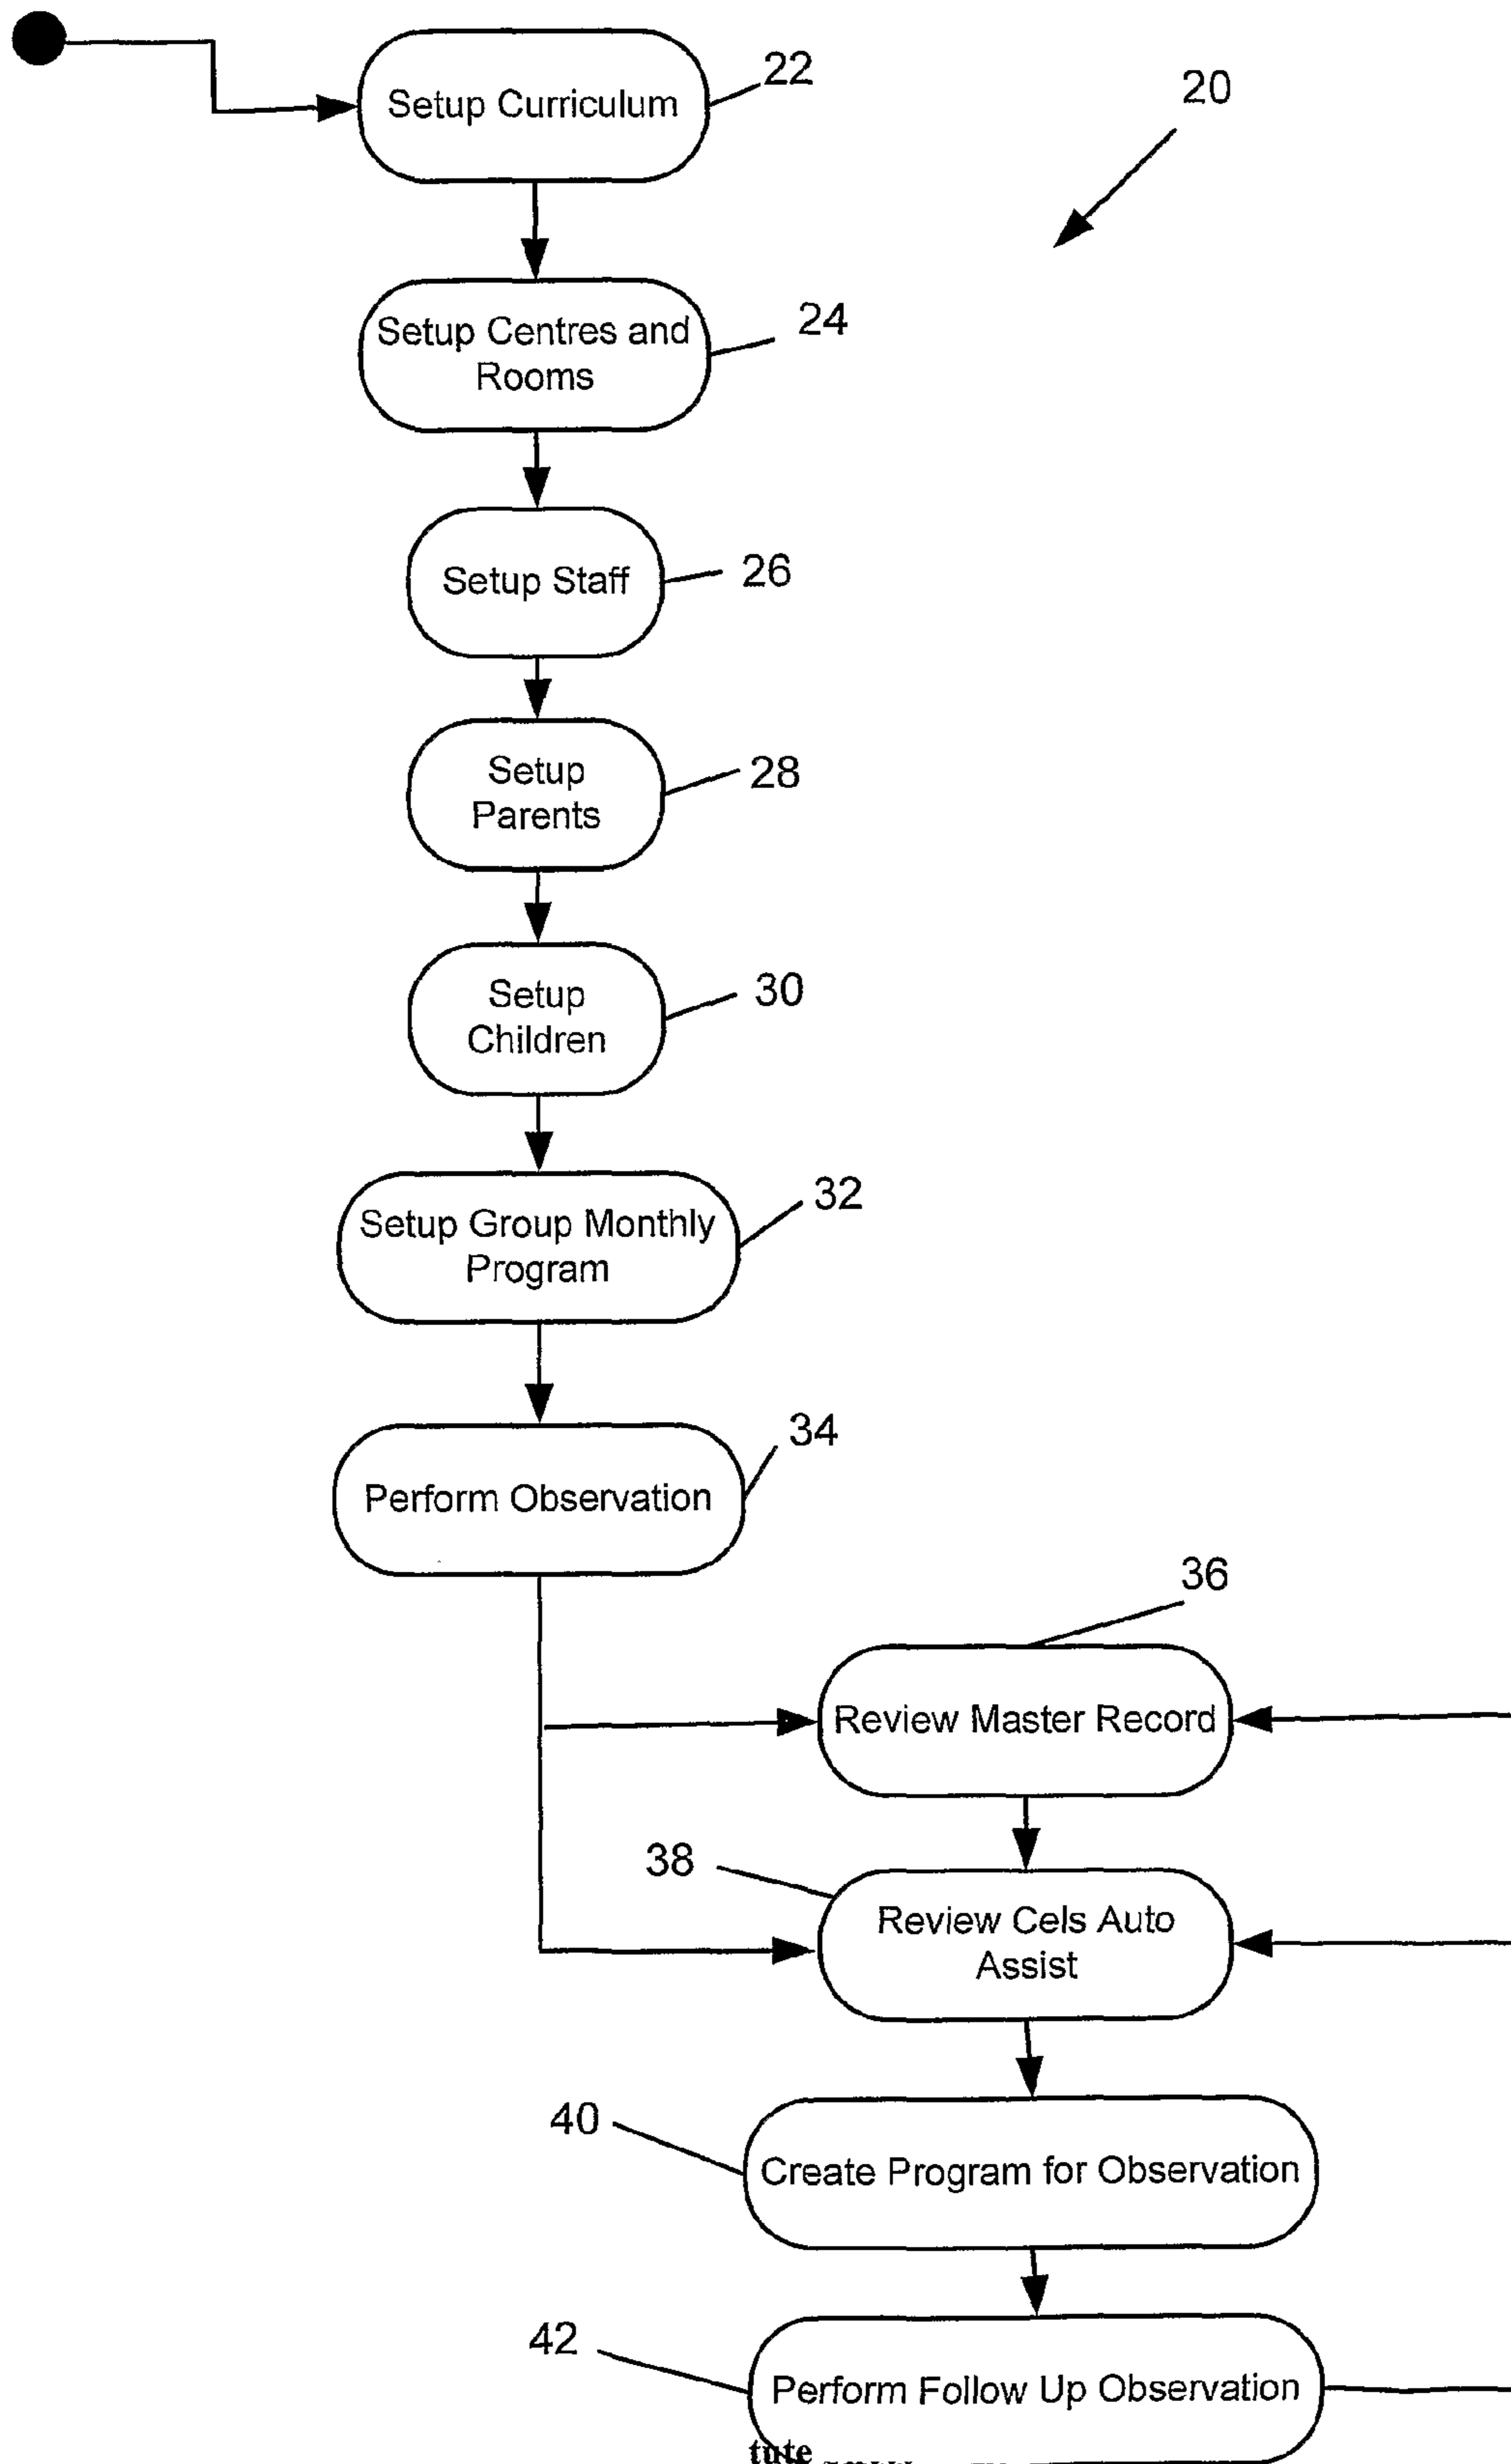 Setup Curriculum
22
20
Setup Centres and
Rooms
24
Setup Staff
26
Setup
Parents
28
Setup
Children
30
Setup Group Monthly
Program
32
Perform Observation
34
36
Review Master Record
38
Review Cels Auto
Assist
40
Create Program for Observation
42
Perform Follow Up Observation
tute